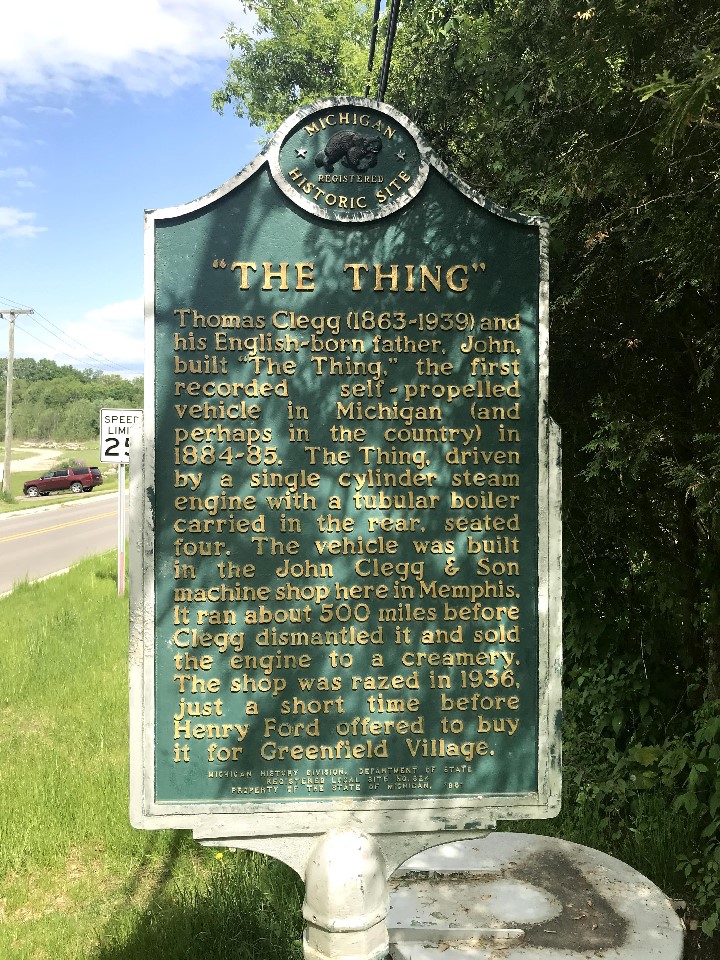 MICHIGAN
REGISTERED
HISTORIC SITE
"THE THING"
Thomas Clegg (1863-1939) and
his English-born father, John,
built "The Thing," the first
recorded self-propelled
vehicle in Michigan (and
perhaps in the country) in
1884-85. The Thing, driven
by a single cylinder steam
engine with a tubular boiler
carried in the rear, seated
four. The vehicle was built
in the John Clegg & Son
machine shop here in Memphis.
It ran about 500 miles before
Clegg dismantled it and sold
the engine to a creamery.
The shop was razed in 1936,
just a short time before
Henry Ford offered to buy
it for Greenfield Village.
MICHIGAN HISTORY DIVISION, DEPARTMENT OF STATE
REGISTERED LOCAL SITE NO.
PROPERTY OF THE STATE OF MICHIGAN,
SPEED
LIMIT
25